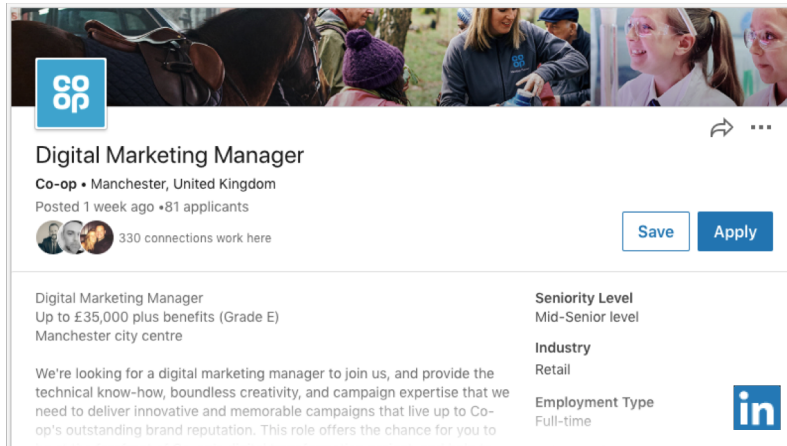 co
op
Digital Marketing Manager
Co-op • Manchester, United Kingdom
Posted 1 week ago •81 applicants
330 connections work here
Save
Apply
Digital Marketing Manager
Up to £35,000 plus benefits (Grade E)
Manchester city centre
We're looking for a digital marketing manager to join us, and provide the
technical know-how, boundless creativity, and campaign expertise that we
need to deliver innovative and memorable campaigns that live up to Co-
op's outstanding brand reputation. This role offers the chance for you to
Seniority Level
Mid-Senior level
Industry
Retail
Employment Type
Full-time
in